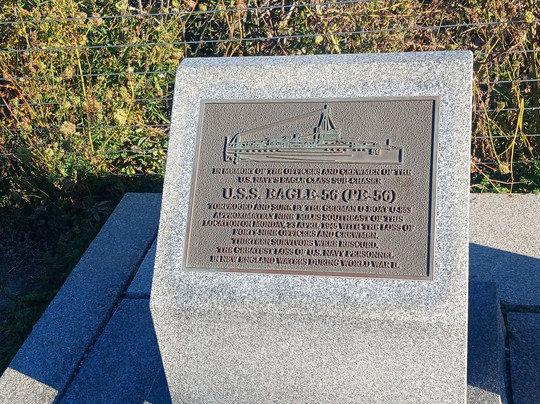 IN MEMORY OF THE OFFICERS AND CREWMEN OF THE
U.S. NAVY'S EAGLE CLASS SUB-CHASER
U.S.S. EAGLE-56 (PE-56)
TORPEDOED AND SUNK BY THE GERMAN U-BOAT U-853
APPROXIMATELY NINE MILES SOUTHEAST OF THIS
LOCATION ON MONDAY, 23 APRIL 1945 WITH THE LOSS OF
FORTY-NINE OFFICERS AND CREWMEN.
THIRTEEN SURVIVORS WERE RESCUED.
THE GREATEST LOSS OF U.S. NAVY PERSONNEL
IN NEW ENGLAND WATERS DURING WORLD WAR II.